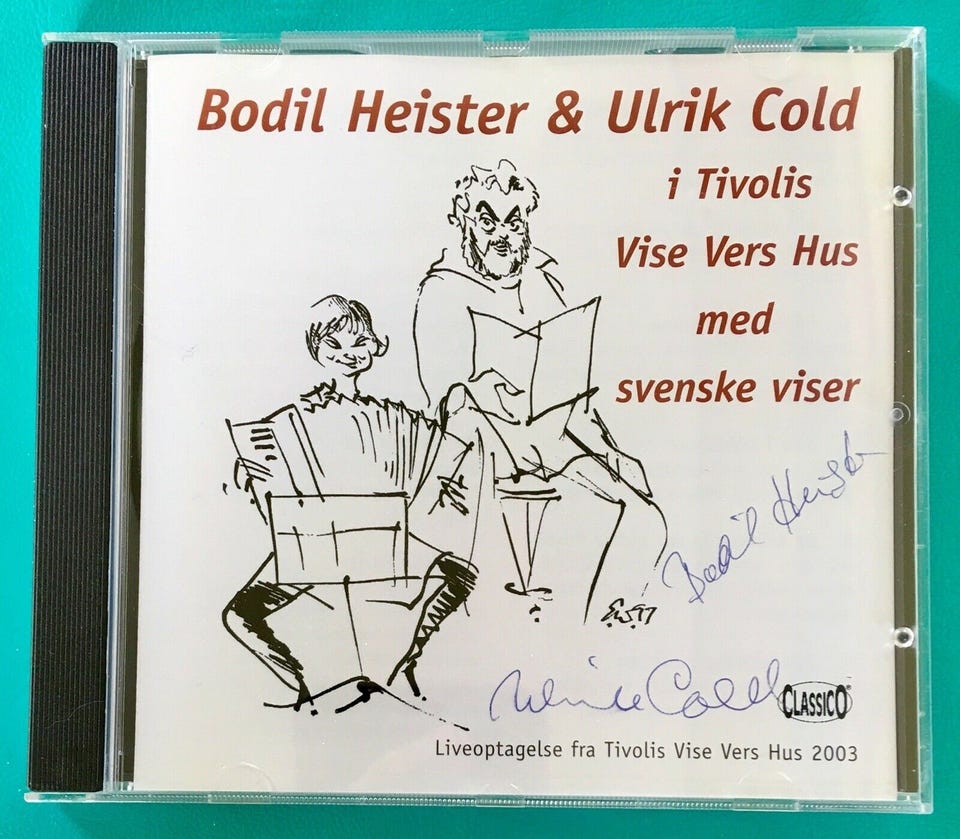 Bodil Heister & Ulrik Cold
i Tivolis
Vise Vers Hus
med
svenske viser
Bodil Heister
Ulrik Cold
CLASSICO
Liveoptagelse fra Tivolis Vise Vers Hus 2003